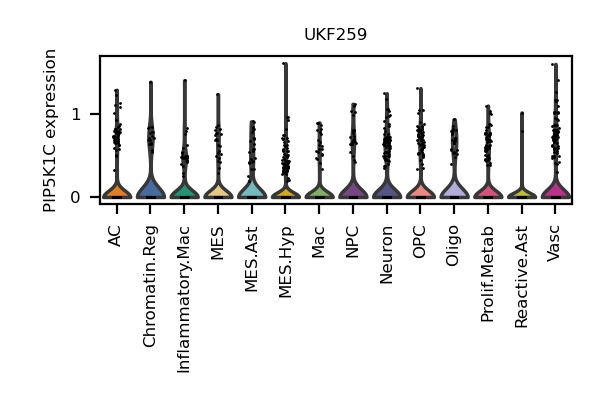 UKF259
PIP5K1C expression
1
0
AC
Chromatin.Reg
Inflammatory.Mac
MES
MES.Ast
MES.Hyp
Mac
NPC
Neuron
OPC
Oligo
Prolif.Metab
Reactive.Ast
Vasc